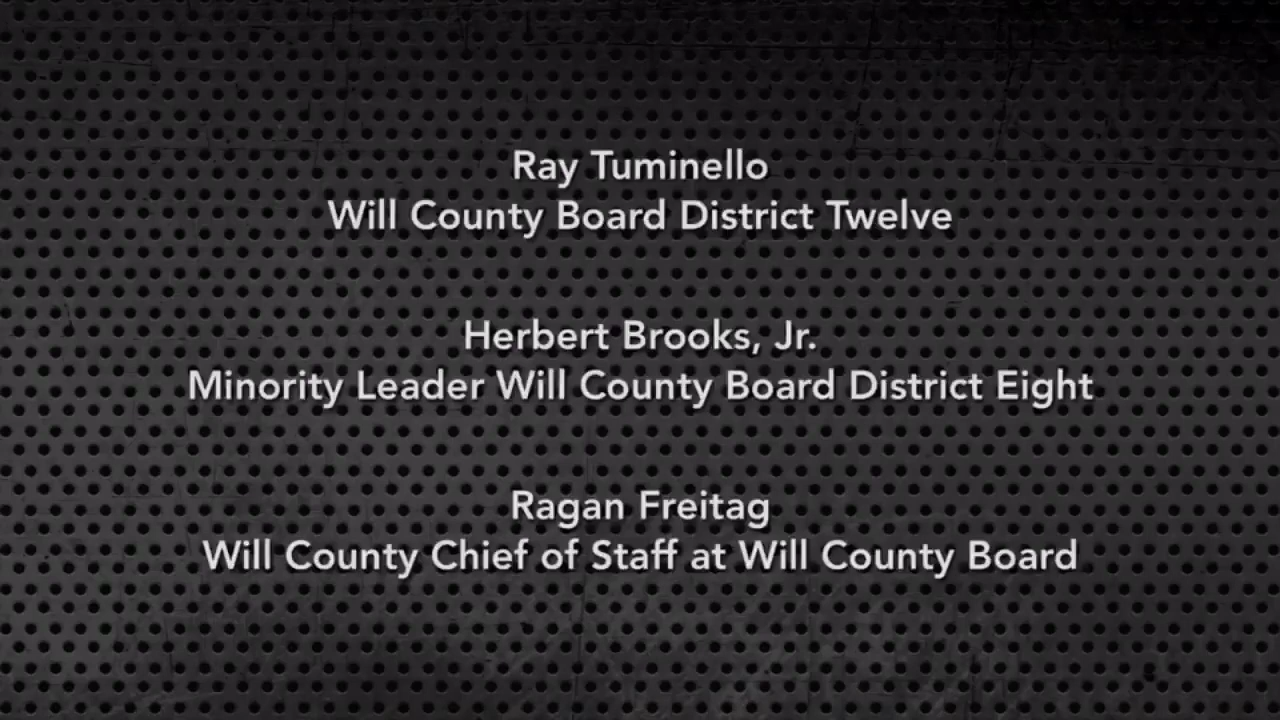 Ray Tuminello
Will County Board District Twelve
Herbert Brooks, Jr.
Minority Leader Will County Board District Eight
Ragan Freitag
Will County Chief of Staff at Will County Board